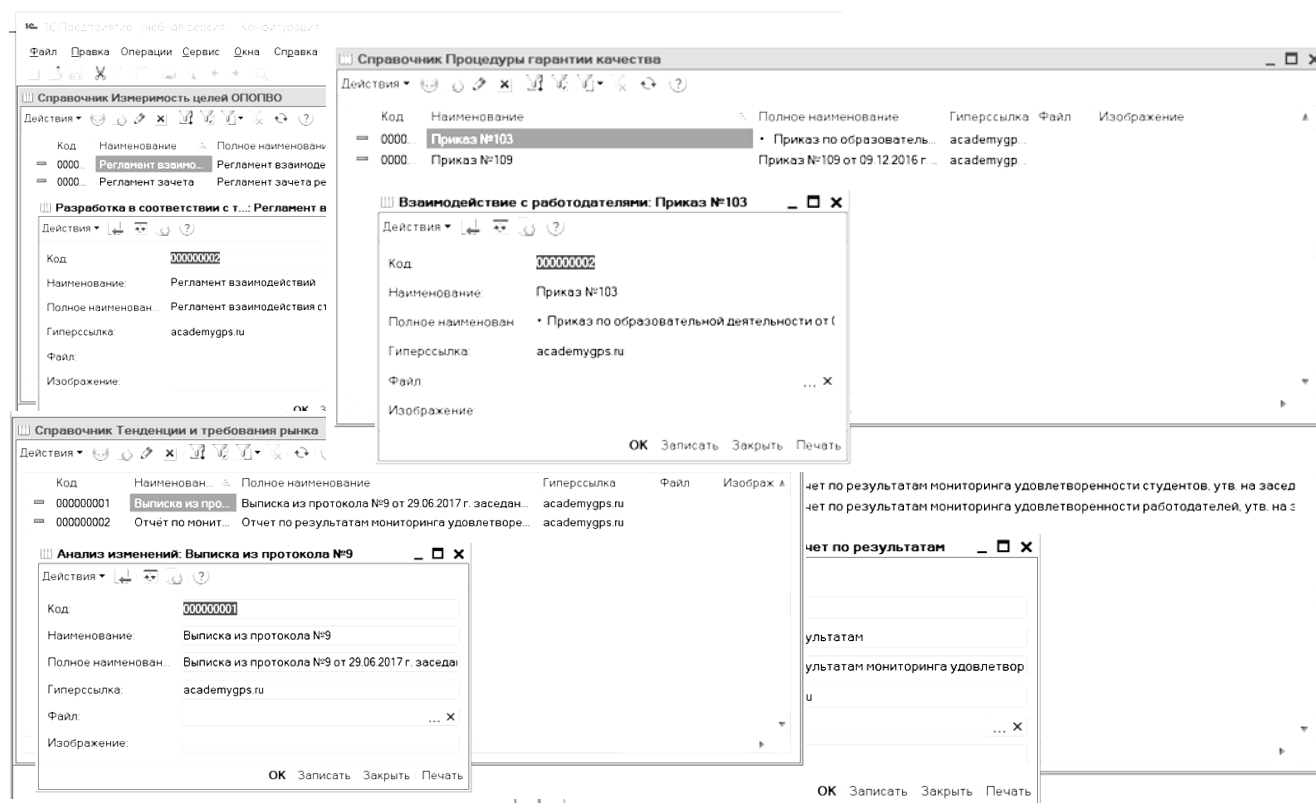 1С:Предприятие (учебная версия) - Конфигурация
Файл Правка Операции Сервис Окна Справка
Справочник Измеримость целей ОПОПВО
Действия
Код Наименование Полное наименовани
0000... Регламент взаимо... Регламент взаимоде
0000... Регламент зачета Регламент зачета ре
Разработка в соответствии с т...: Регламент в
Действия
Код: 000000002
Наименование: Регламент взаимодействий
Полное наименован... Регламент взаимодействия ст
Гиперссылка: academygps.ru
Файл:
Изображение:
ОК З
Справочник Процедуры гарантии качества
Действия
Код Наименование Полное наименование Гиперссылка Файл Изображение
0000... Приказ №103 • Приказ по образователь... academygp...
0000... Приказ №109 Приказ №109 от 09.12.2016 г... academygp...
Взаимодействие с работодателями: Приказ №103
Действия
Код: 000000002
Наименование: Приказ №103
Полное наименован • Приказ по образовательной деятельности от (
Гиперссылка: academygps.ru
Файл: ...
Изображение:
ОК Записать Закрыть Печать
Справочник Тенденции и требования рынка
Действия
Код Наименован... Полное наименование Гиперссылка Файл Изображ
000000001 Выписка из про... Выписка из протокола №9 от 29.06.2017 г. заседан... academygps.ru
000000002 Отчёт по монит... Отчет по результатам мониторинга удовлетворе... academygps.ru
Анализ изменений: Выписка из протокола №9
Действия
Код: 000000001
Наименование: Выписка из протокола №9
Полное наименован... Выписка из протокола №9 от 29.06.2017 г. заседа
Гиперссылка: academygps.ru
Файл: ...
Изображение:
ОК Записать Закрыть Печать
чет по результатам мониторинга удовлетворенности студентов, утв. на засед
чет по результатам мониторинга удовлетворенности работодателей, утв. на з
чет по результатам
ультатам
ультатам мониторинга удовлетвор
u
...
ОК Записать Закрыть Печать